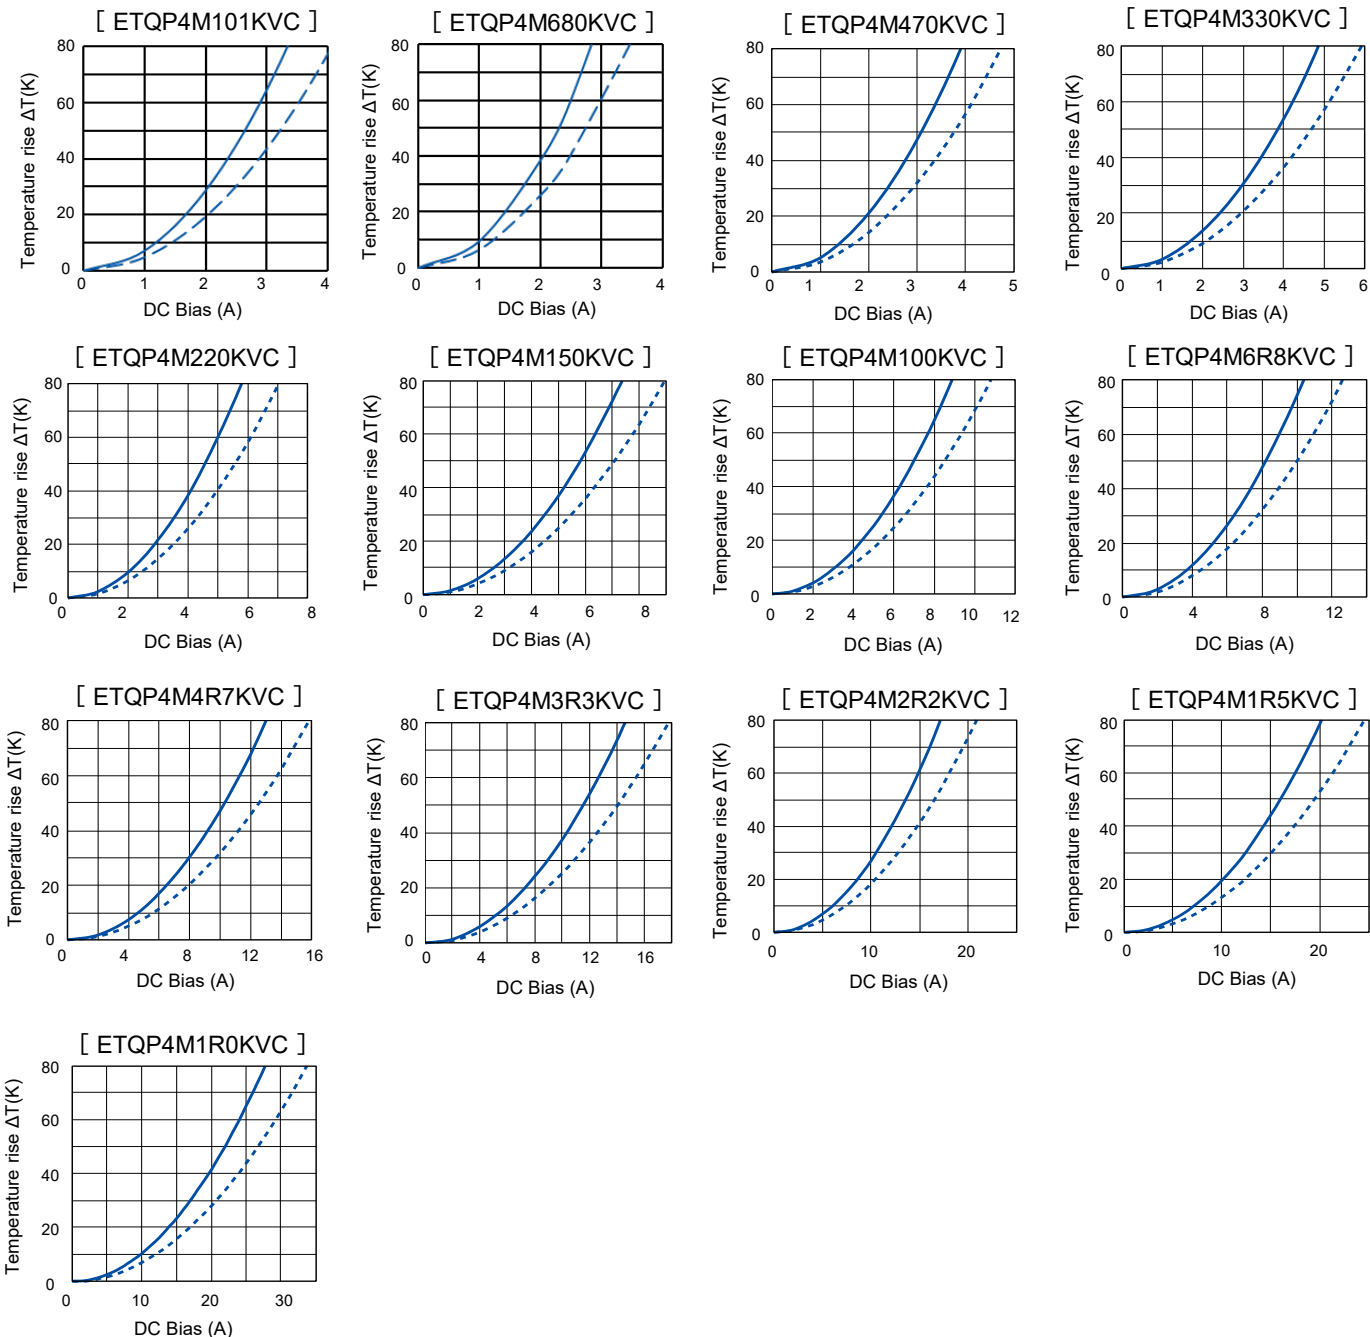 [ ETQP4M101KVC ]
Temperature rise ΔT(K)
80
60
40
20
0
0 1 2 3 4
DC Bias (A)
[ ETQP4M680KVC ]
Temperature rise ΔT(K)
80
60
40
20
0
0 1 2 3 4
DC Bias (A)
[ ETQP4M470KVC ]
Temperature rise ΔT(K)
80
60
40
20
0
0 1 2 3 4 5
DC Bias (A)
[ ETQP4M330KVC ]
Temperature rise ΔT(K)
80
60
40
20
0
0 1 2 3 4 5 6
DC Bias (A)
[ ETQP4M220KVC ]
Temperature rise ΔT(K)
80
60
40
20
0
0 2 4 6 8
DC Bias (A)
[ ETQP4M150KVC ]
Temperature rise ΔT(K)
80
60
40
20
0
0 2 4 6 8
DC Bias (A)
[ ETQP4M100KVC ]
Temperature rise ΔT(K)
80
60
40
20
0
0 2 4 6 8 10 12
DC Bias (A)
[ ETQP4M6R8KVC ]
Temperature rise ΔT(K)
80
60
40
20
0
0 4 8 12
DC Bias (A)
[ ETQP4M4R7KVC ]
Temperature rise ΔT(K)
80
60
40
20
0
0 4 8 12 16
DC Bias (A)
[ ETQP4M3R3KVC ]
Temperature rise ΔT(K)
80
60
40
20
0
0 4 8 12 16
DC Bias (A)
[ ETQP4M2R2KVC ]
Temperature rise ΔT(K)
80
60
40
20
0
0 10 20
DC Bias (A)
[ ETQP4M1R5KVC ]
Temperature rise ΔT(K)
80
60
40
20
0
0 10 20
DC Bias (A)
[ ETQP4M1R0KVC ]
Temperature rise ΔT(K)
80
60
40
20
0
0 10 20 30
DC Bias (A)